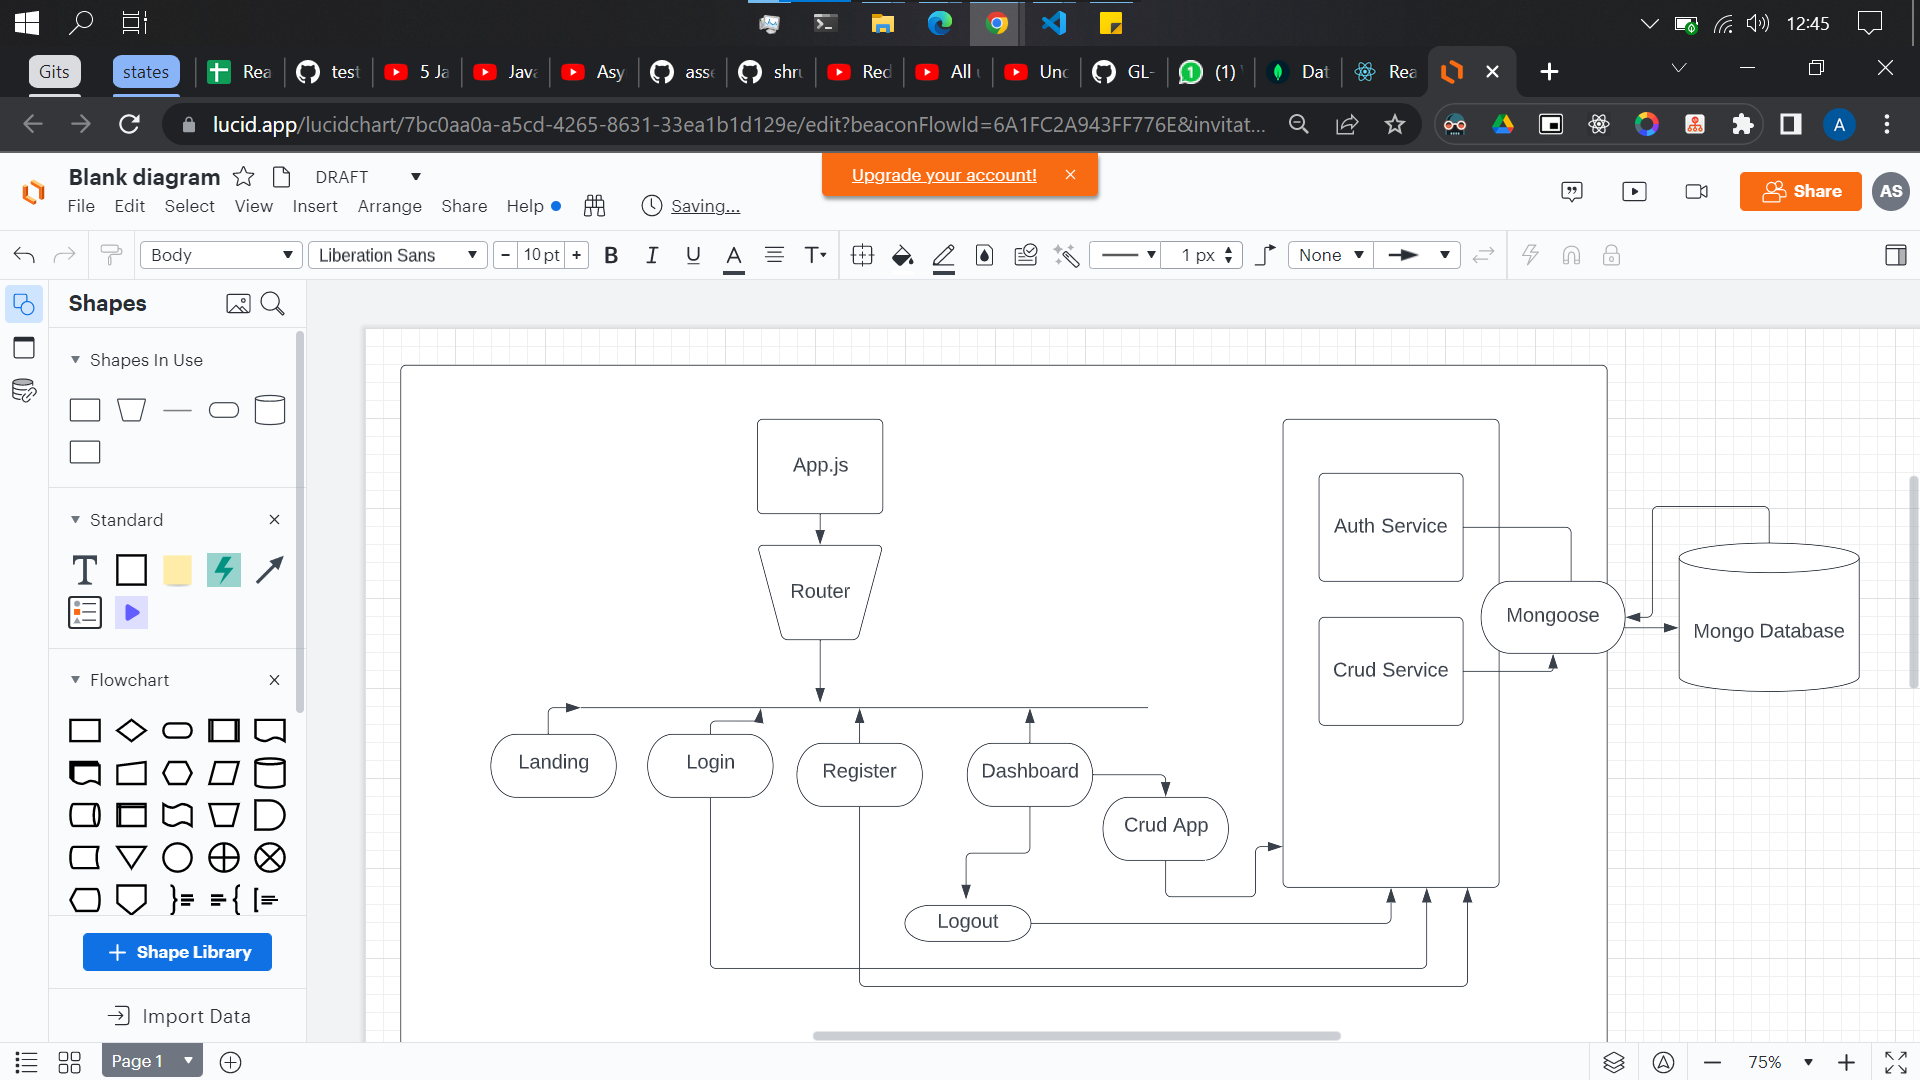 12:45
Gits
states
Rea
test
5 Ja
Java
Asy
asse
shru
Red
All u
Unc
GL-
(1)
Dat
Rea
lucid.app/lucidchart/7bc0aa0a-a5cd-4265-8631-33ea1b1d129e/edit?beaconFlowId=6A1FC2A943FF776E&invitat...
A
Blank diagram
DRAFT
Upgrade your account!
File Edit Select View Insert Arrange Share Help
Saving...
Share
AS
Body
Liberation Sans
- 10 pt +
B I U A T
1 px
None
Shapes
Shapes In Use
Standard
T
Flowchart
Shape Library
Import Data
App.js
Router
Landing
Login
Register
Dashboard
Crud App
Logout
Auth Service
Crud Service
Mongoose
Mongo Database
Page 1
75%